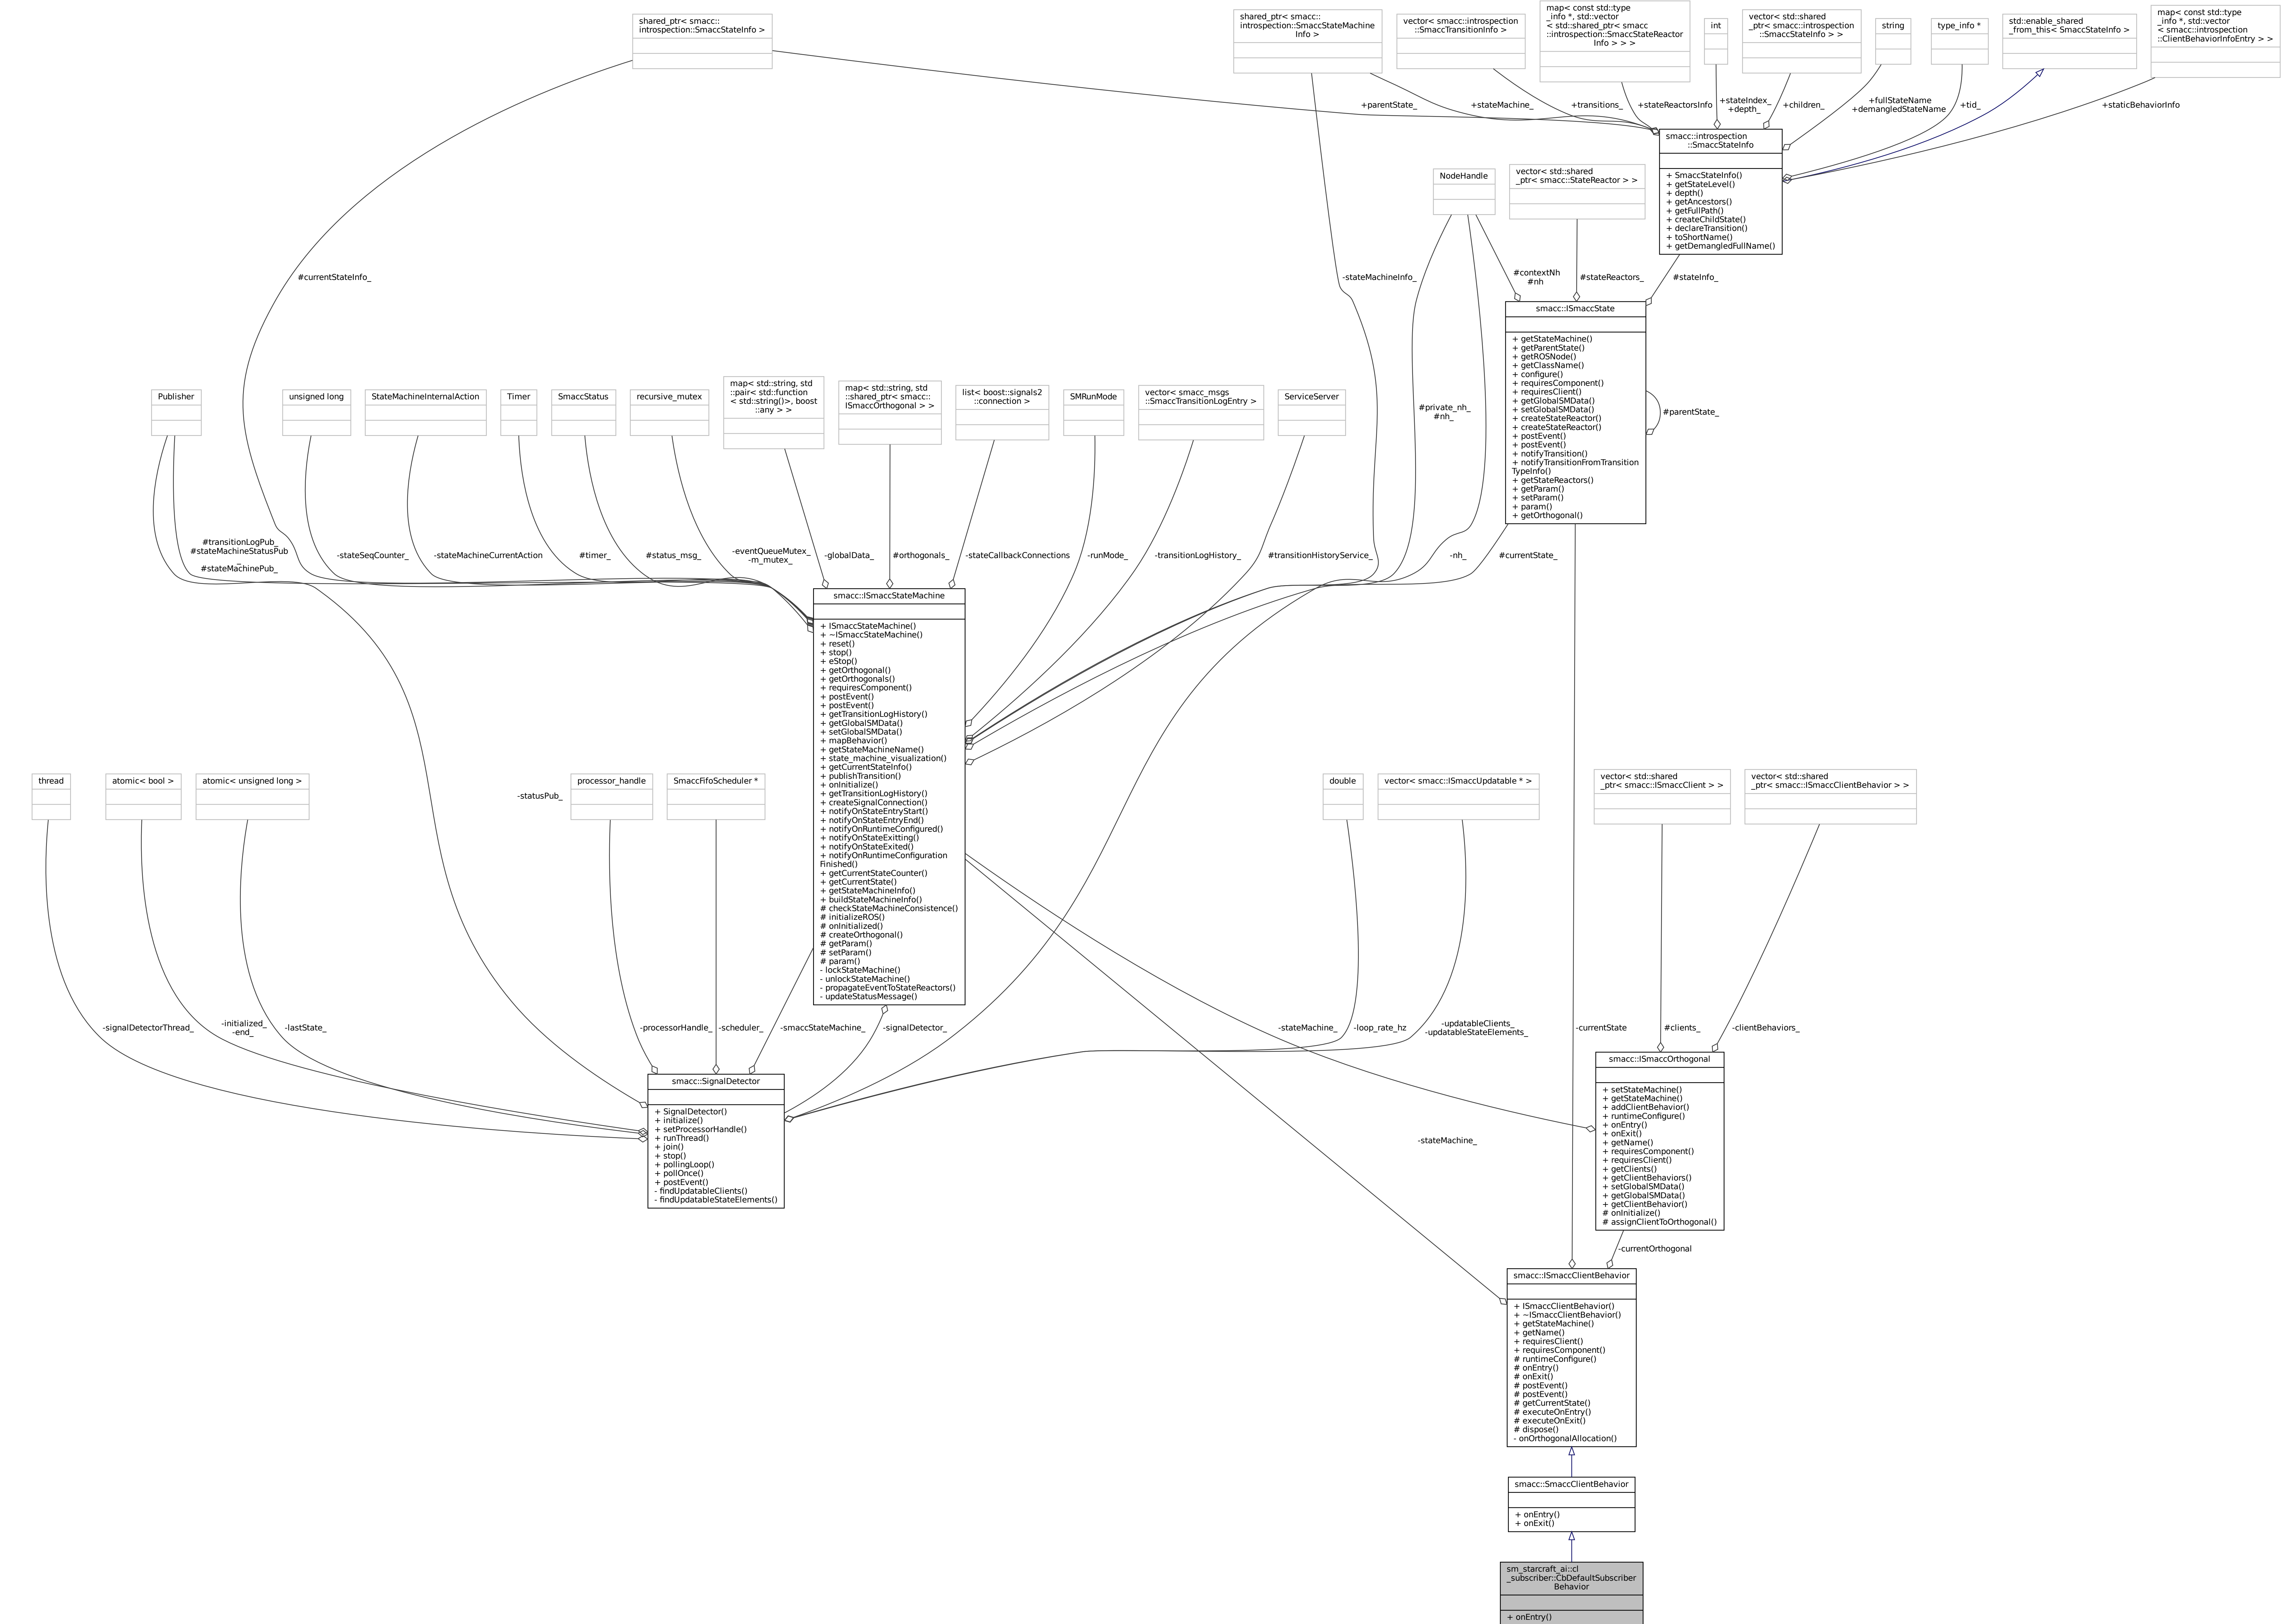 shared_ptr< smacc::
introspection::SmaccStateInfo >
shared_ptr< smacc::
introspection::SmaccStateMachine
Info >
vector< smacc::introspection
::SmaccTransitionInfo >
map< const std::type
_info *, std::vector
< std::shared_ptr< smacc
::introspection::SmaccStateReactor
Info > > >
int
vector< std::shared
_ptr< smacc::introspection
::SmaccStateInfo > >
string
type_info *
std::enable_shared
_from_this< SmaccStateInfo >
map< const std::type
_info *, std::vector
< smacc::introspection
::ClientBehaviorInfoEntry > >
+parentState_
+stateMachine_
+transitions_
+stateReactorsInfo
+stateIndex_
+depth_
+children_
+fullStateName
+demangledStateName
+tid_
+staticBehaviorInfo
smacc::introspection
::SmaccStateInfo
+ SmaccStateInfo()
+ getStateLevel()
+ depth()
+ getAncestors()
+ getFullPath()
+ createChildState()
+ declareTransition()
+ toShortName()
+ getDemangledFullName()
NodeHandle
vector< std::shared
_ptr< smacc::StateReactor > >
#currentStateInfo_
-stateMachineInfo_
#contextNh
#nh
#stateReactors_
#stateInfo_
smacc::ISmaccState
+ getStateMachine()
+ getParentState()
+ getROSNode()
+ getClassName()
+ configure()
+ requiresComponent()
+ requiresClient()
+ getGlobalSMData()
+ setGlobalSMData()
+ createStateReactor()
+ createStateReactor()
+ postEvent()
+ postEvent()
+ notifyTransition()
+ notifyTransitionFromTransition
TypeInfo()
+ getStateReactors()
+ getParam()
+ setParam()
+ param()
+ getOrthogonal()
#parentState_
#private_nh_
#nh_
Publisher
unsigned long
StateMachineInternalAction
Timer
SmaccStatus
recursive_mutex
map< std::string, std
::pair< std::function
< std::string()>, boost
::any > >
map< std::string, std
::shared_ptr< smacc::
ISmaccOrthogonal > >
list< boost::signals2
::connection >
SMRunMode
vector< smacc_msgs
::SmaccTransitionLogEntry >
ServiceServer
#transitionLogPub_
#stateMachineStatusPub
_
#stateMachinePub_
-stateSeqCounter_
-stateMachineCurrentAction
#timer_
#status_msg_
-eventQueueMutex_
-m_mutex_
-globalData_
#orthogonals_
-stateCallbackConnections
-runMode_
-transitionLogHistory_
#transitionHistoryService_
-nh_
#currentState_
smacc::ISmaccStateMachine
+ ISmaccStateMachine()
+ ~ISmaccStateMachine()
+ reset()
+ stop()
+ eStop()
+ getOrthogonal()
+ getOrthogonals()
+ requiresComponent()
+ postEvent()
+ postEvent()
+ getTransitionLogHistory()
+ getGlobalSMData()
+ setGlobalSMData()
+ mapBehavior()
+ getStateMachineName()
+ state_machine_visualization()
+ getCurrentStateInfo()
+ publishTransition()
+ onInitialize()
+ getTransitionLogHistory()
+ createSignalConnection()
+ notifyOnStateEntryStart()
+ notifyOnStateEntryEnd()
+ notifyOnRuntimeConfigured()
+ notifyOnStateExitting()
+ notifyOnStateExited()
+ notifyOnRuntimeConfiguration
Finished()
+ getCurrentStateCounter()
+ getCurrentState()
+ getStateMachineInfo()
+ buildStateMachineInfo()
# checkStateMachineConsistence()
# initializeROS()
# onInitialized()
# createOrthogonal()
# getParam()
# setParam()
# param()
- lockStateMachine()
- unlockStateMachine()
- propagateEventToStateReactors()
- updateStatusMessage()
thread
atomic< bool >
atomic< unsigned long >
-statusPub_
processor_handle
SmaccFifoScheduler *
double
vector< smacc::ISmaccUpdatable * >
vector< std::shared
_ptr< smacc::ISmaccClient > >
vector< std::shared
_ptr< smacc::ISmaccClientBehavior > >
-signalDetectorThread_
-initialized_
-end_
-lastState_
-processorHandle_
-scheduler_
-smaccStateMachine_
-signalDetector_
-stateMachine_
-loop_rate_hz
-updatableClients_
-updatableStateElements_
-currentState
#clients_
-clientBehaviors_
smacc::SignalDetector
+ SignalDetector()
+ initialize()
+ setProcessorHandle()
+ runThread()
+ join()
+ stop()
+ pollingLoop()
+ pollOnce()
+ postEvent()
- findUpdatableClients()
- findUpdatableStateElements()
smacc::ISmaccOrthogonal
+ setStateMachine()
+ getStateMachine()
+ addClientBehavior()
+ runtimeConfigure()
+ onEntry()
+ onExit()
+ getName()
+ requiresComponent()
+ requiresClient()
+ getClients()
+ getClientBehaviors()
+ setGlobalSMData()
+ getGlobalSMData()
+ getClientBehavior()
# onInitialize()
# assignClientToOrthogonal()
-stateMachine_
-currentOrthogonal
smacc::ISmaccClientBehavior
+ ISmaccClientBehavior()
+ ~ISmaccClientBehavior()
+ getStateMachine()
+ getName()
+ requiresClient()
+ requiresComponent()
# runtimeConfigure()
# onEntry()
# onExit()
# postEvent()
# postEvent()
# getCurrentState()
# executeOnEntry()
# executeOnExit()
# dispose()
- onOrthogonalAllocation()
smacc::SmaccClientBehavior
+ onEntry()
+ onExit()
sm_starcraft_ai::cl
_subscriber::CbDefaultSubscriber
Behavior
+ onEntry()